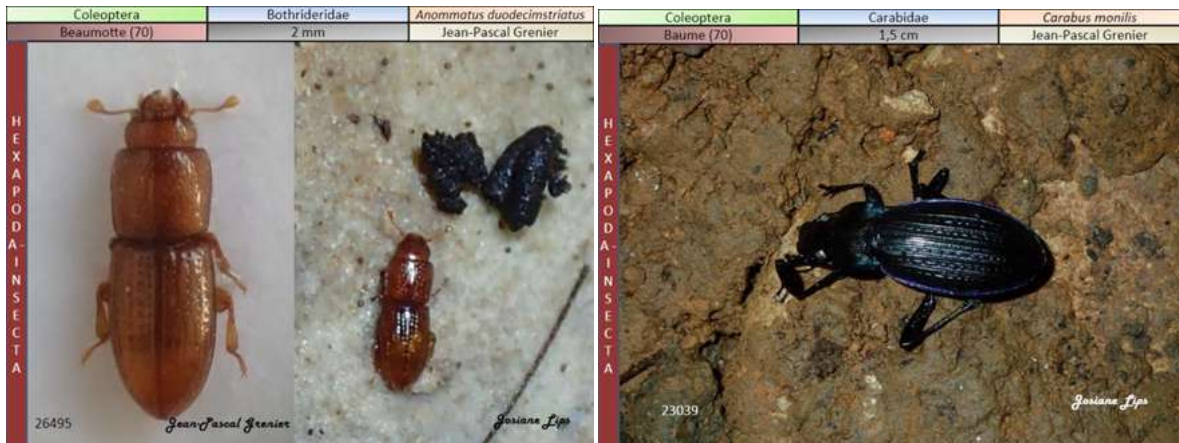 Coleoptera Bothrideridae Anommatus duodecimstriatus
Beaumotte (70) 2 mm Jean-Pascal Grenier
HEXAPODA-INSECTA
26495
Jean-Pascal Grenier
Josiane Lips
Coleoptera Carabidae Carabus monilis
Baume (70) 1,5 cm Jean-Pascal Grenier
HEXAPODA-INSECTA
23039
Josiane Lips